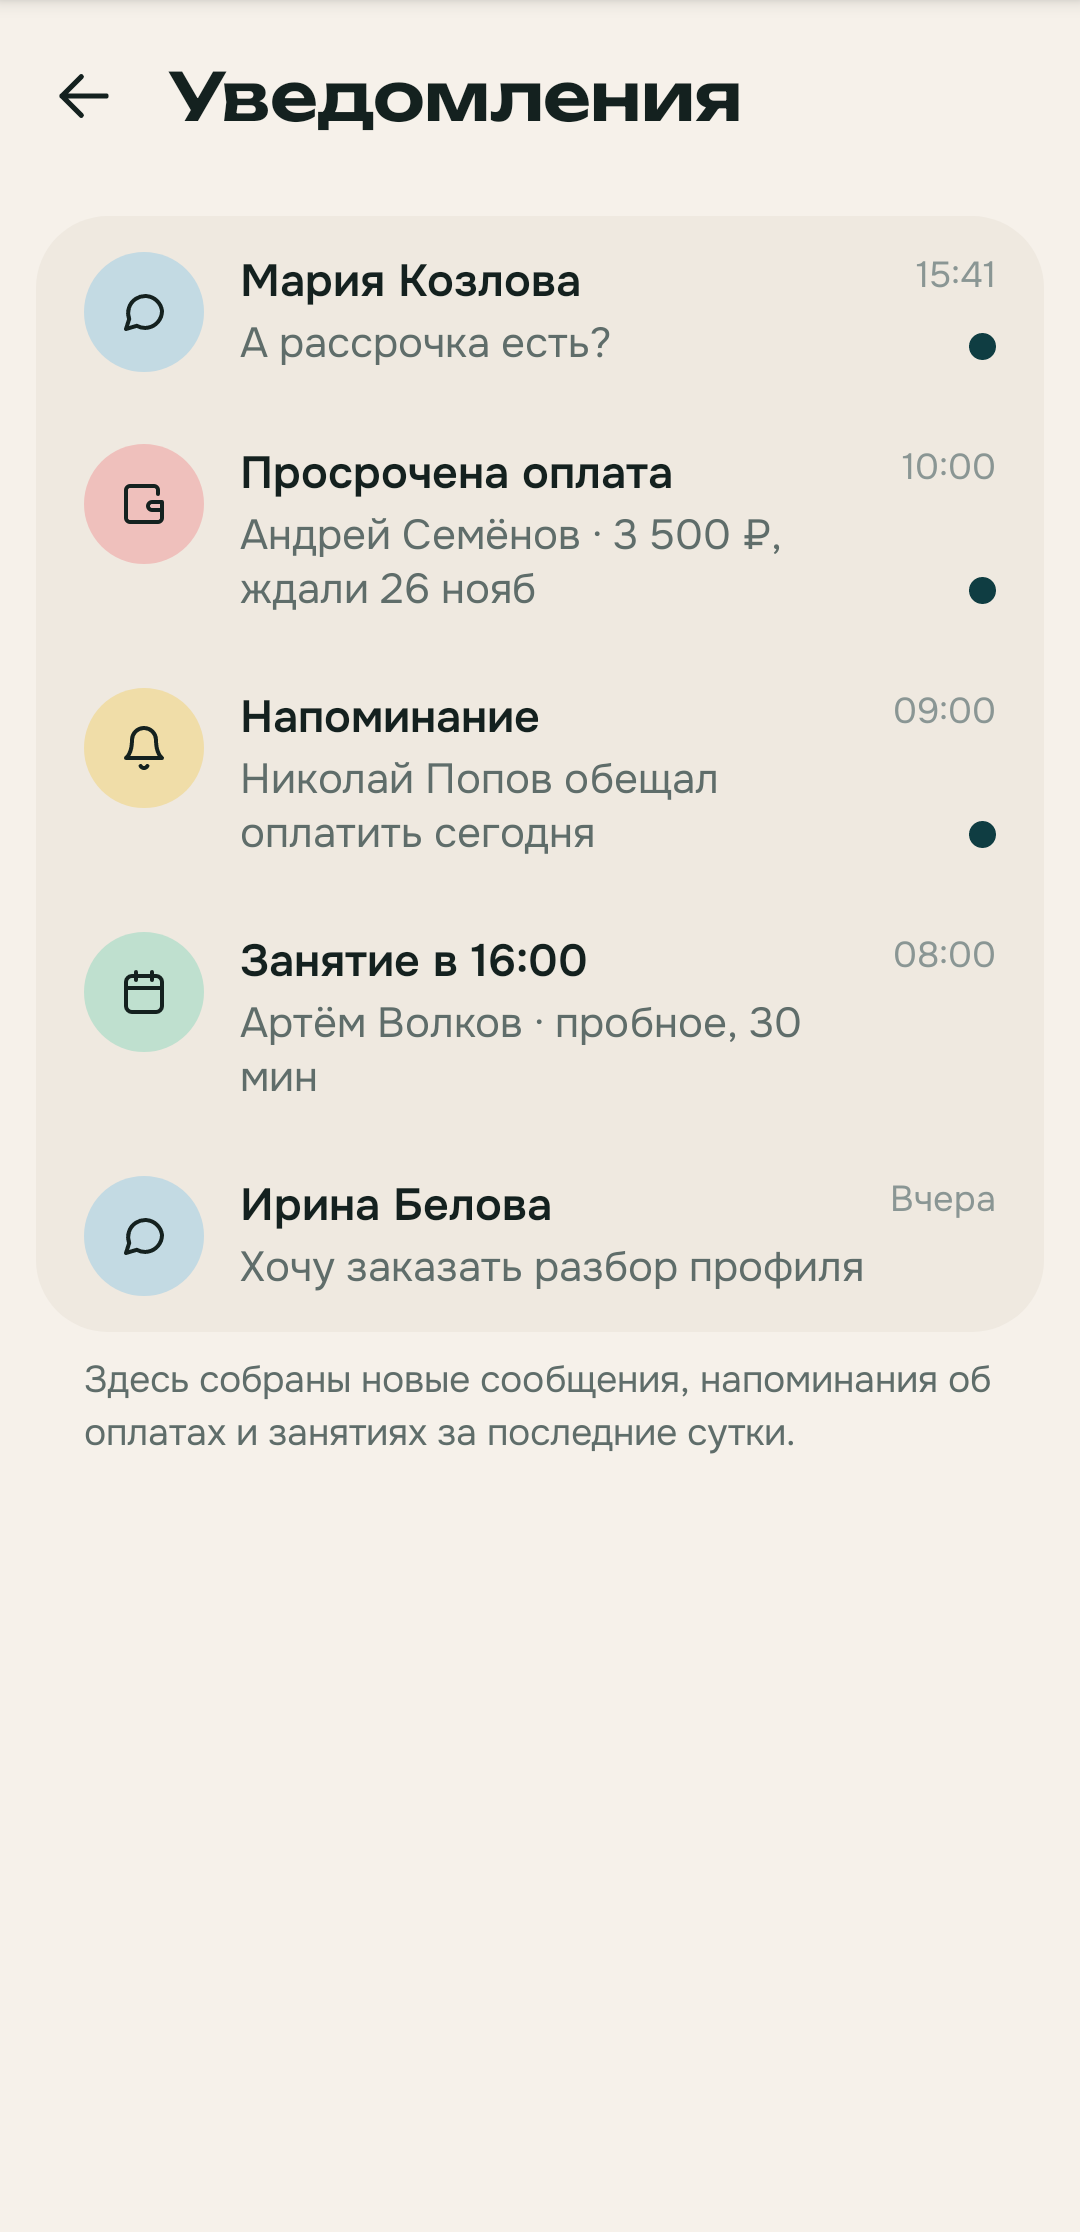 Уведомления
Мария Козлова 15:41
А рассрочка есть?
Просрочена оплата 10:00
Андрей Семёнов · 3 500 ₽,
ждали 26 нояб
Напоминание 09:00
Николай Попов обещал
оплатить сегодня
Занятие в 16:00 08:00
Артём Волков · пробное, 30
мин
Ирина Белова Вчера
Хочу заказать разбор профиля
Здесь собраны новые сообщения, напоминания об
оплатах и занятиях за последние сутки.